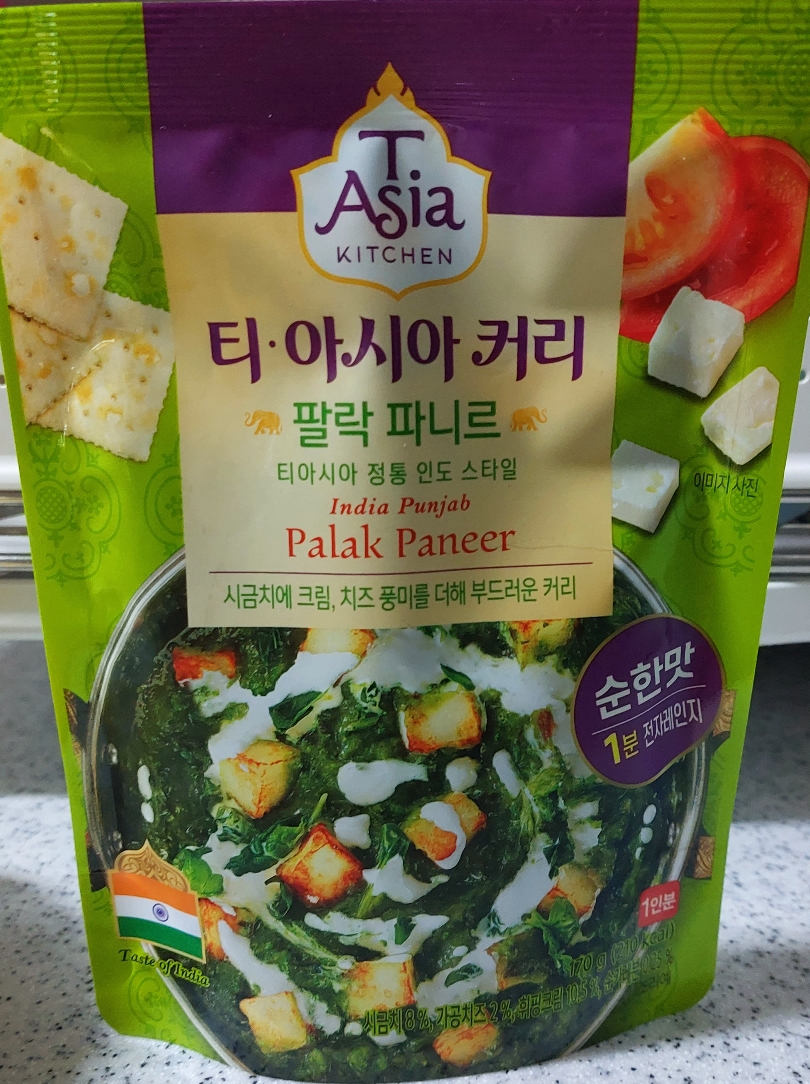 T
Asia
KITCHEN
티·아시아 커리
팔락 파니르
티아시아 정통 인도 스타일
India Punjab
Palak Paneer
시금치에 크림, 치즈 풍미를 더해 부드러운 커리
이미지 사진
순한맛
1분 전자레인지
Taste of India
1인분
170 g (210 kcal)
시금치 8 %, 가공치즈 2 %, 휘핑크림 10.5 %,